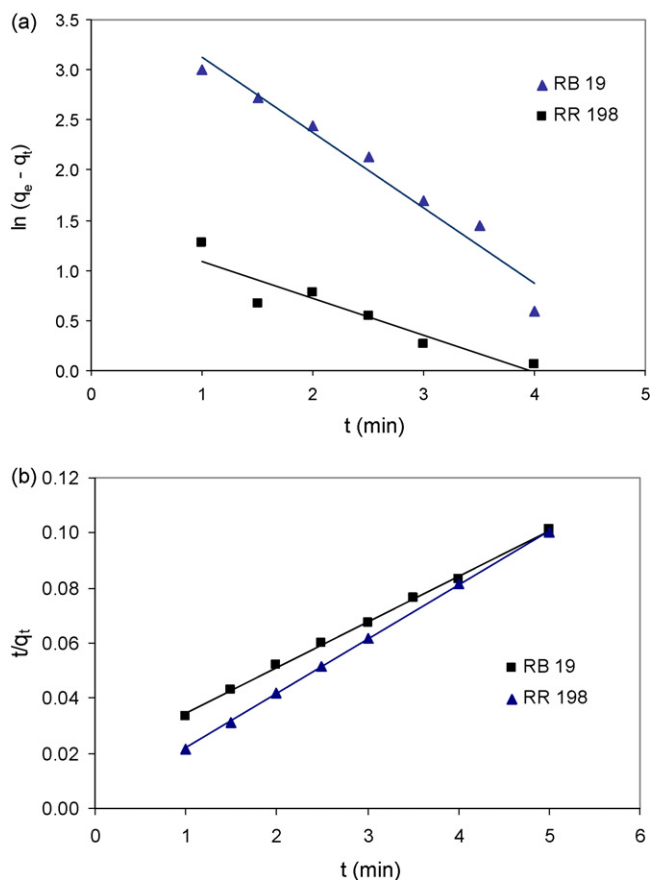 (a)
3.5
3.0
2.5
2.0
1.5
1.0
0.5
0.0
ln (qₑ - qₜ)
RB 19
RR 198
0 1 2 3 4 5
t (min)
(b)
0.12
0.10
0.08
0.06
0.04
0.02
0.00
t/qₜ
RB 19
RR 198
0 1 2 3 4 5 6
t (min)